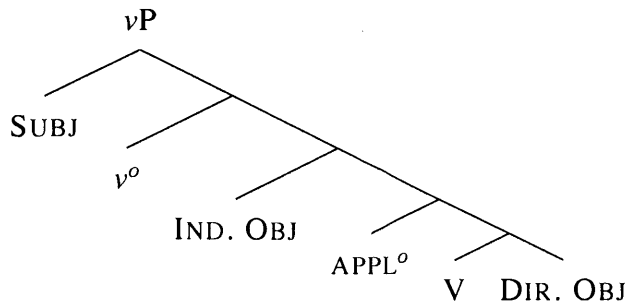 vP
SUBJ
v°
IND. OBJ
APPL°
V DIR. OBJ